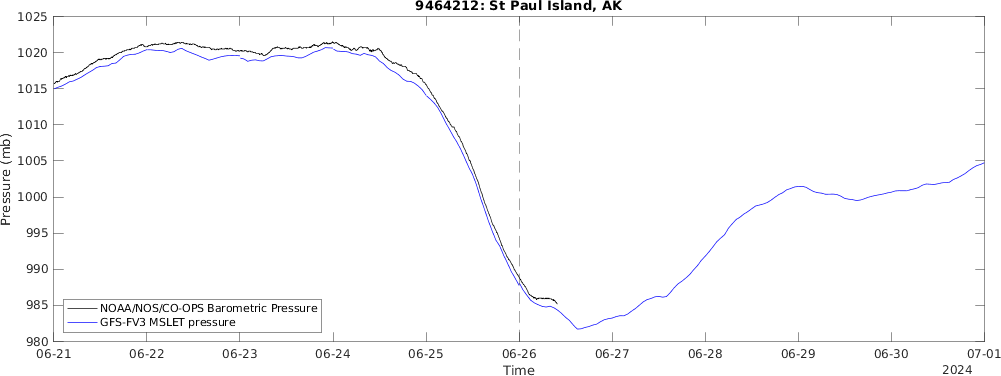 9464212: St Paul Island, AK
1025
1020
1015
1010
1005
1000
995
990
985
980
Pressure (mb)
NOAA/NOS/CO-OPS Barometric Pressure
GFS-FV3 MSLET pressure
06-21 06-22 06-23 06-24 06-25 06-26 06-27 06-28 06-29 06-30 07-01
Time
2024